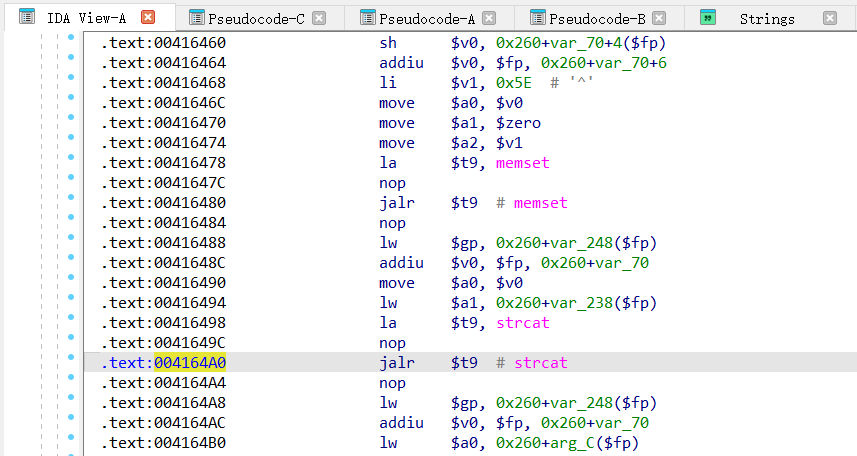 IDA View-A Pseudocode-C Pseudocode-A Pseudocode-B Strings
.text:00416460 sh $v0, 0x260+var_70+4($fp)
.text:00416464 addiu $v0, $fp, 0x260+var_70+6
.text:00416468 li $v1, 0x5E # '^'
.text:0041646C move $a0, $v0
.text:00416470 move $a1, $zero
.text:00416474 move $a2, $v1
.text:00416478 la $t9, memset
.text:0041647C nop
.text:00416480 jalr $t9 # memset
.text:00416484 nop
.text:00416488 lw $gp, 0x260+var_248($fp)
.text:0041648C addiu $v0, $fp, 0x260+var_70
.text:00416490 move $a0, $v0
.text:00416494 lw $a1, 0x260+var_238($fp)
.text:00416498 la $t9, strcat
.text:0041649C nop
.text:004164A0 jalr $t9 # strcat
.text:004164A4 nop
.text:004164A8 lw $gp, 0x260+var_248($fp)
.text:004164AC addiu $v0, $fp, 0x260+var_70
.text:004164B0 lw $a0, 0x260+arg_C($fp)